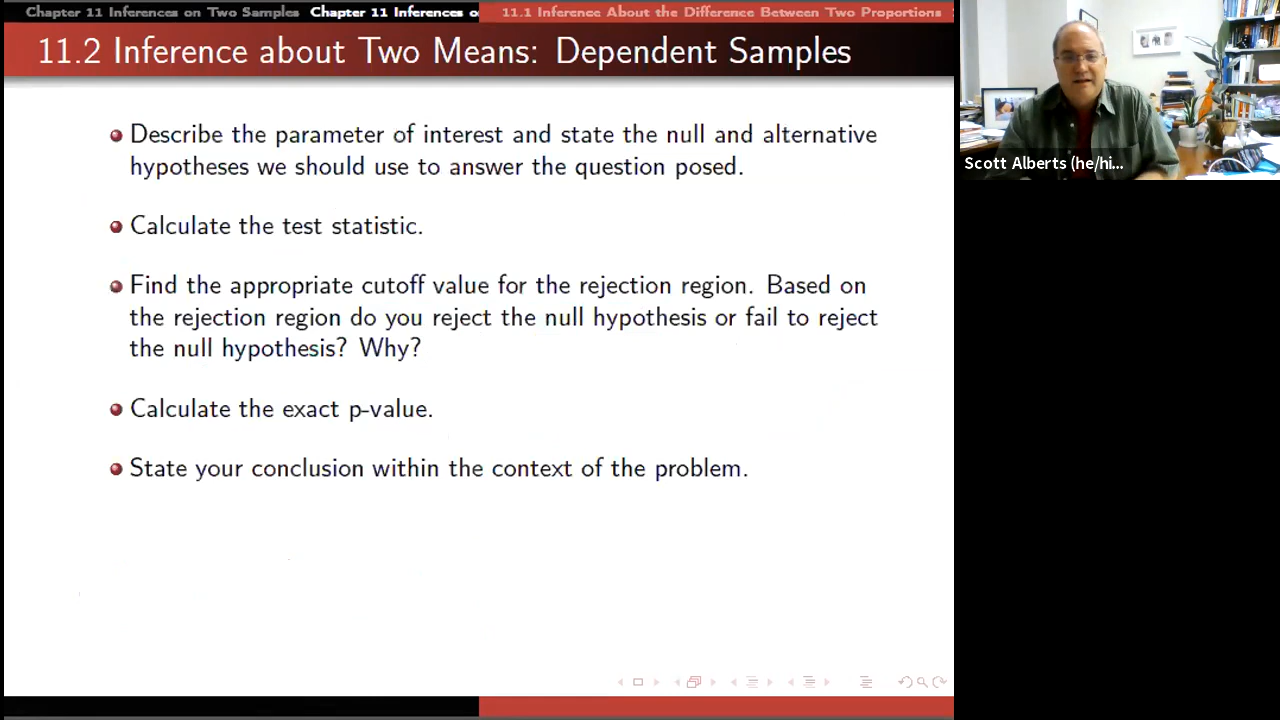 Chapter 11 Inferences on Two Samples Chapter 11 Inferences o 11.1 Inference About the Difference Between Two Proportions
11.2 Inference about Two Means: Dependent Samples
Describe the parameter of interest and state the null and alternative
hypotheses we should use to answer the question posed.
Calculate the test statistic.
Find the appropriate cutoff value for the rejection region. Based on
the rejection region do you reject the null hypothesis or fail to reject
the null hypothesis? Why?
Calculate the exact p-value.
State your conclusion within the context of the problem.
Scott Alberts (he/hi...